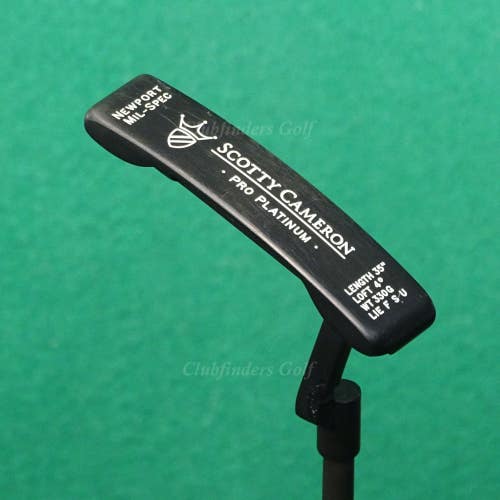 NEWPORT
MIL-SPEC
SCOTTY CAMERON
· PRO PLATINUM ·
LENGTH 35"
LOFT 4°
WT 330G
LIE F S U
Clubfinders Golf
Clubfinders Golf